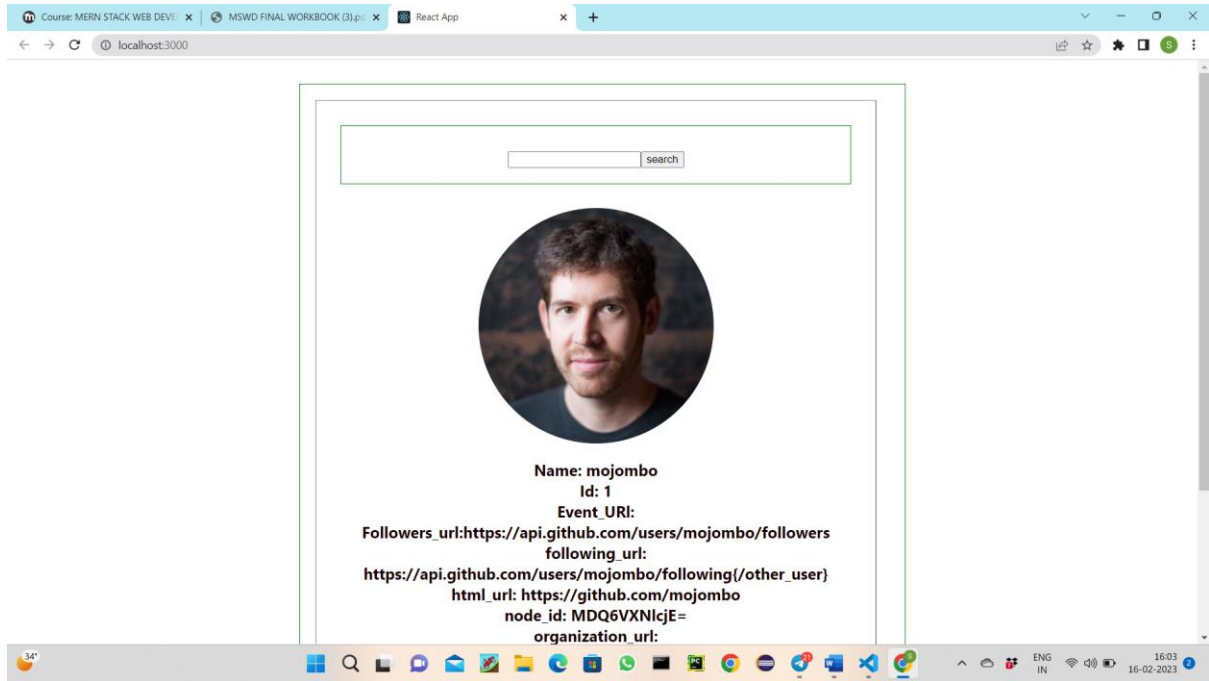 Course: MERN STACK WEB DEVE
MSWD FINAL WORKBOOK (3).pd
React App
localhost:3000
S
search
Name: mojombo
Id: 1
Event_URl:
Followers_url:https://api.github.com/users/mojombo/followers
following_url:
https://api.github.com/users/mojombo/following{/other_user}
html_url: https://github.com/mojombo
node_id: MDQ6VXNlcjE=
organization_url:
34°
ENG
IN
16:03
16-02-2023
2